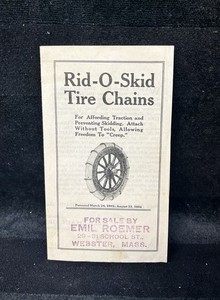 Rid-O-Skid
Tire Chains
For Affording Traction and
Preventing Skidding. Attach
Without Tools, Allowing
Freedom To "Creep."
FOR SALE BY
EMIL ROEMER
SCHOOL ST.,
WEBSTER, MASS.